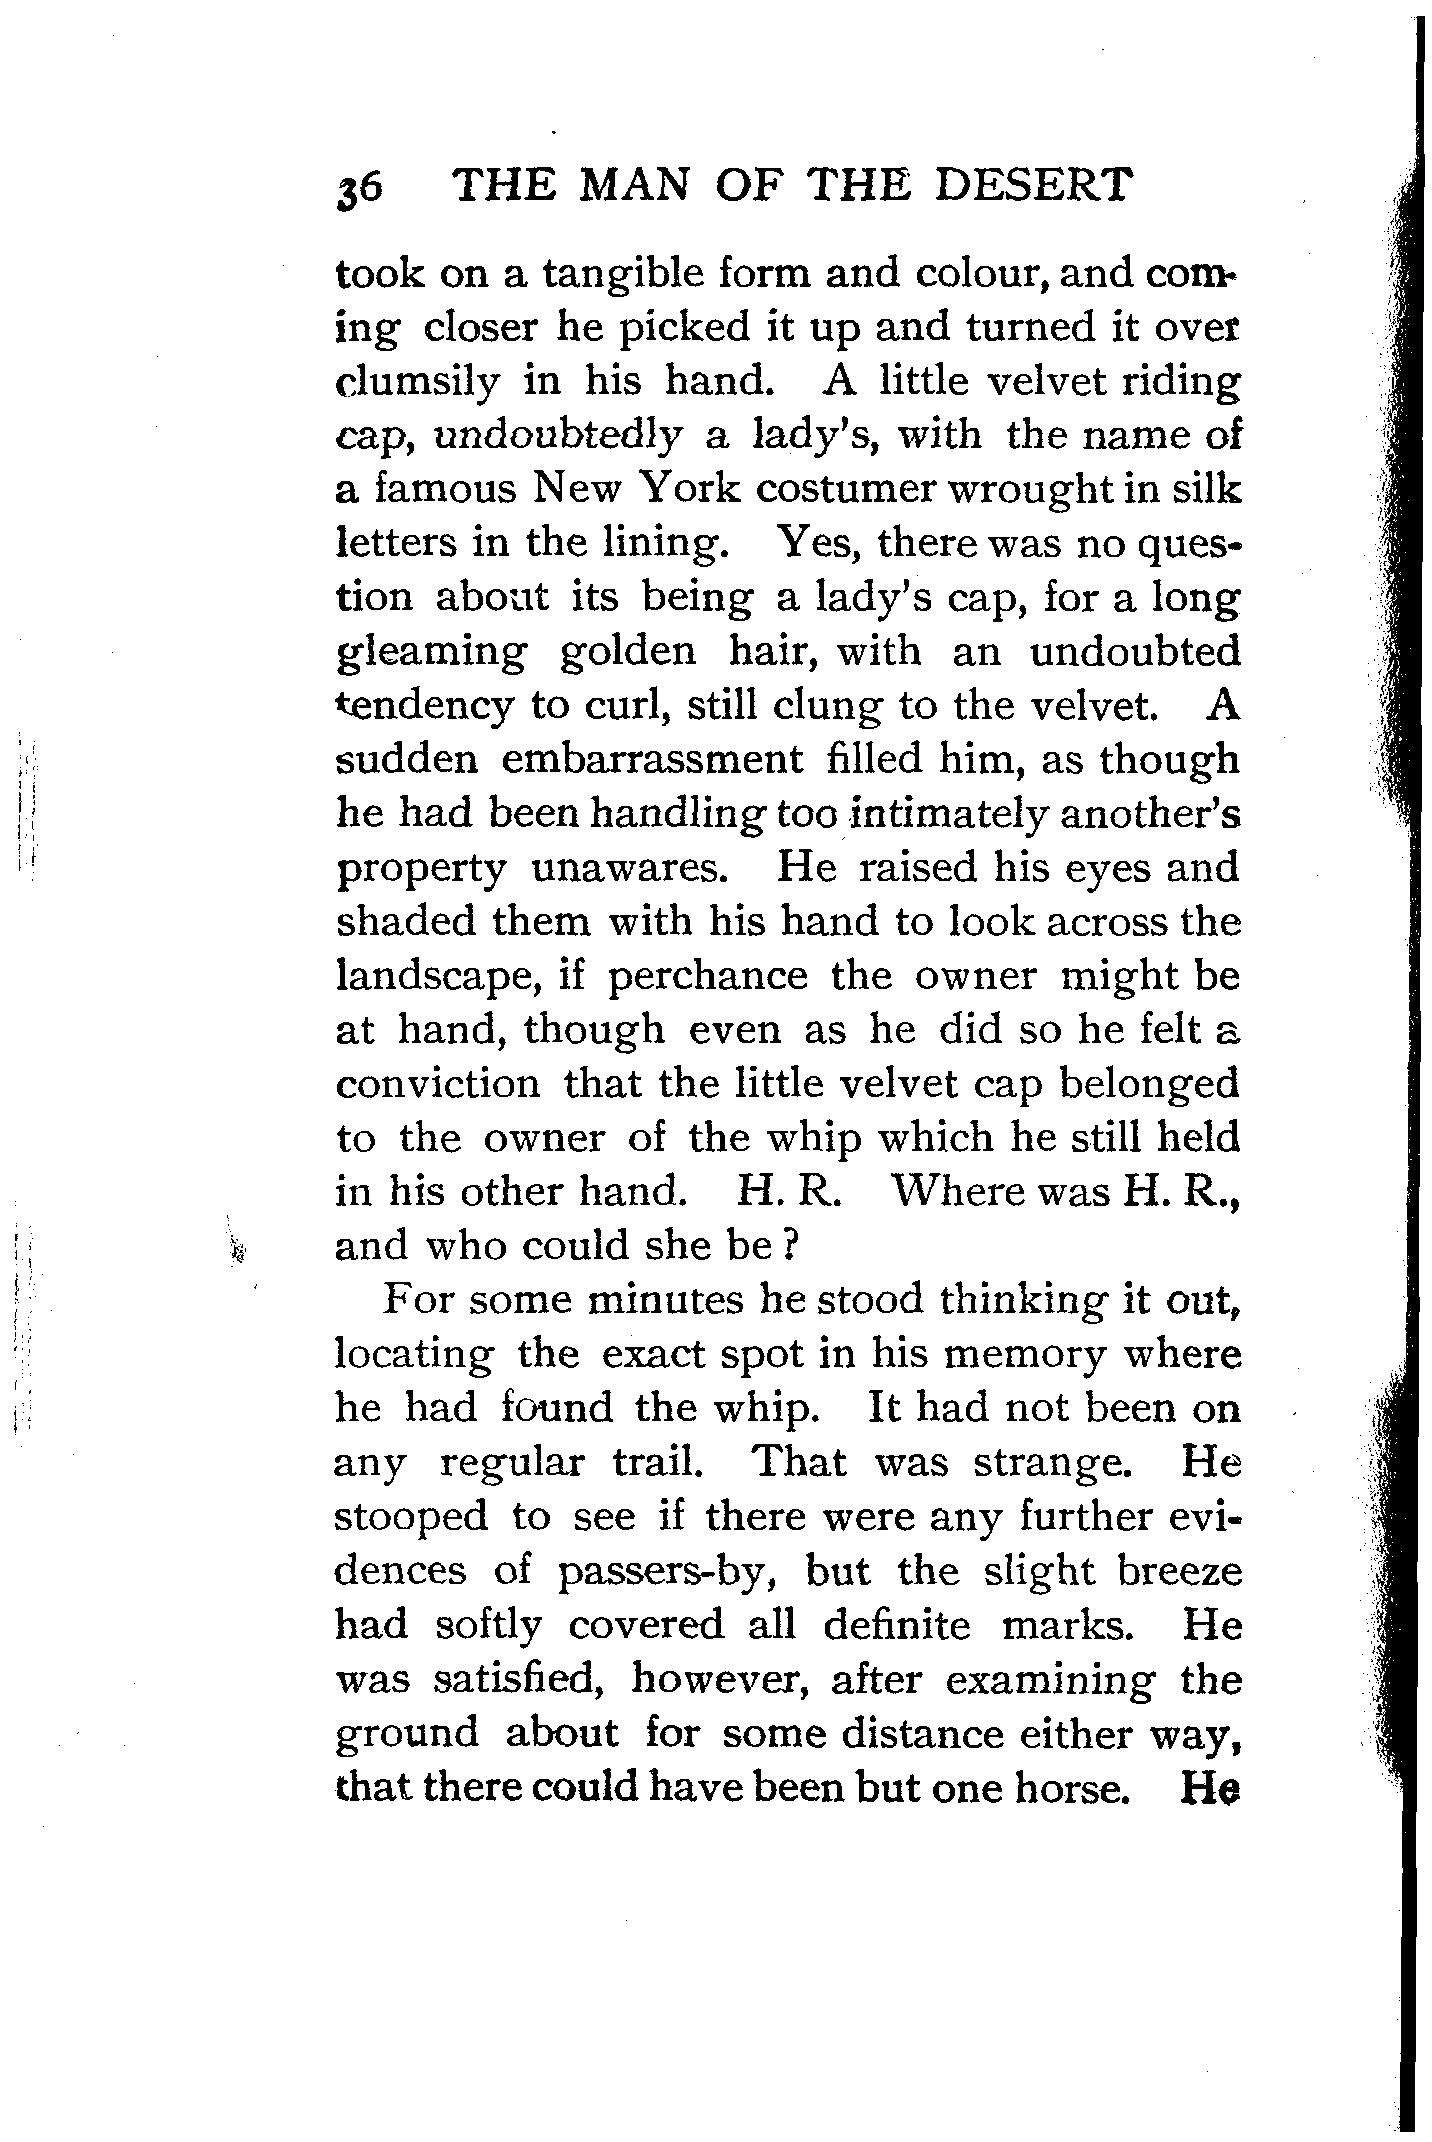 36 THE MAN OF THE DESERT
took on a tangible form and colour, and com-
ing closer he picked it up and turned it over
clumsily in his hand. A little velvet riding
cap, undoubtedly a lady's, with the name of
a famous New York costumer wrought in silk
letters in the lining. Yes, there was no ques-
tion about its being a lady's cap, for a long
gleaming golden hair, with an undoubted
tendency to curl, still clung to the velvet. A
sudden embarrassment filled him, as though
he had been handling too intimately another's
property unawares. He raised his eyes and
shaded them with his hand to look across the
landscape, if perchance the owner might be
at hand, though even as he did so he felt a
conviction that the little velvet cap belonged
to the owner of the whip which he still held
in his other hand. H. R. Where was H. R.,
and who could she be?
For some minutes he stood thinking it out,
locating the exact spot in his memory where
he had found the whip. It had not been on
any regular trail. That was strange. He
stooped to see if there were any further evi-
dences of passers-by, but the slight breeze
had softly covered all definite marks. He
was satisfied, however, after examining the
ground about for some distance either way,
that there could have been but one horse. He